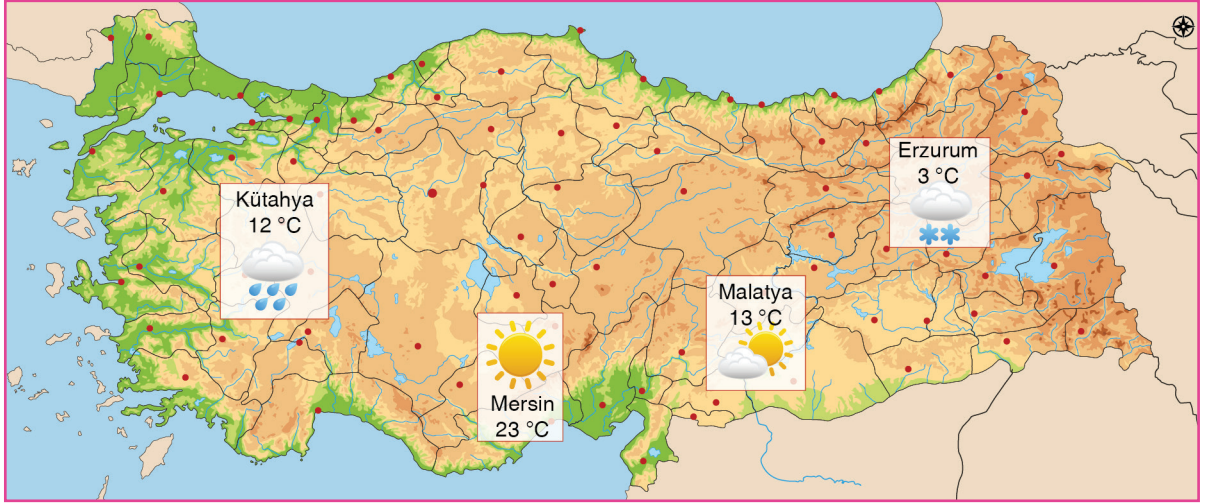 Erzurum
3 °C
Kütahya
12 °C
Malatya
13 °C
Mersin
23 °C